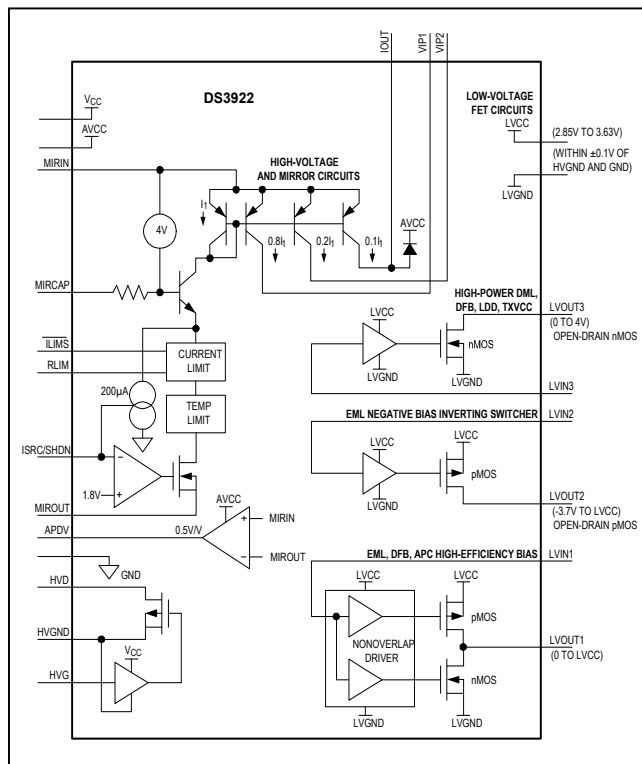 IOUT
VIP1
VIP2
DS3922
VCC
AVCC
MIRIN
HIGH-VOLTAGE
AND MIRROR CIRCUITS
LOW-VOLTAGE
FET CIRCUITS
LVCC
(2.85V TO 3.63V)
(WITHIN ±0.1V OF
HVGND AND GND)
LVGND
I1
0.8I1
0.2I1
0.1I1
AVCC
4V
MIRCAP
ILIMS
RLIM
CURRENT
LIMIT
200µA
TEMP
LIMIT
ISRC/SHDN
−
+
1.8V
MIROUT
APDV
0.5V/V
AVCC
+
−
MIRIN
MIROUT
GND
HVD
HVGND
VCC
HVG
HIGH-POWER DML,
DFB, LDD, TXVCC
LVOUT3
(0 TO 4V)
OPEN-DRAIN nMOS
LVCC
nMOS
LVGND
LVGND
LVIN3
EML NEGATIVE BIAS INVERTING SWITCHER
LVIN2
LVCC
LVCC
pMOS
LVGND
LVOUT2
(-3.7V TO LVCC)
OPEN-DRAIN pMOS
EML, DFB, APC HIGH-EFFICIENCY BIAS
LVIN1
LVCC
LVCC
pMOS
NONOVERLAP
DRIVER
LVOUT1
(0 TO LVCC)
nMOS
LVGND
LVGND